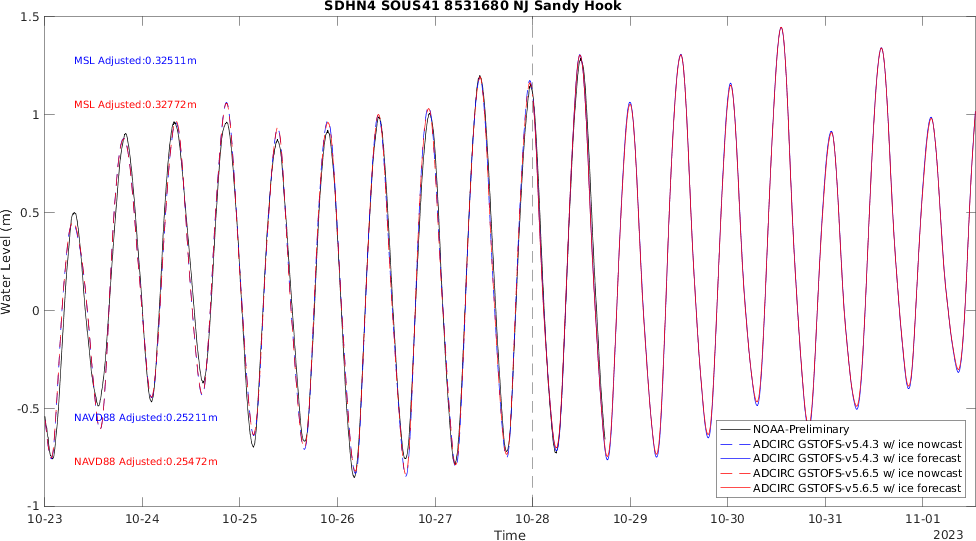 SDHN4 SOUS41 8531680 NJ Sandy Hook
1.5
1
0.5
0
-0.5
-1
Water Level (m)
MSL Adjusted:0.32511m
MSL Adjusted:0.32772m
NAVD88 Adjusted:0.25211m
NAVD88 Adjusted:0.25472m
NOAA-Preliminary
ADCIRC GSTOFS-v5.4.3 w/ ice nowcast
ADCIRC GSTOFS-v5.4.3 w/ ice forecast
ADCIRC GSTOFS-v5.6.5 w/ ice nowcast
ADCIRC GSTOFS-v5.6.5 w/ ice forecast
10-23 10-24 10-25 10-26 10-27 10-28 10-29 10-30 10-31 11-01
Time
2023